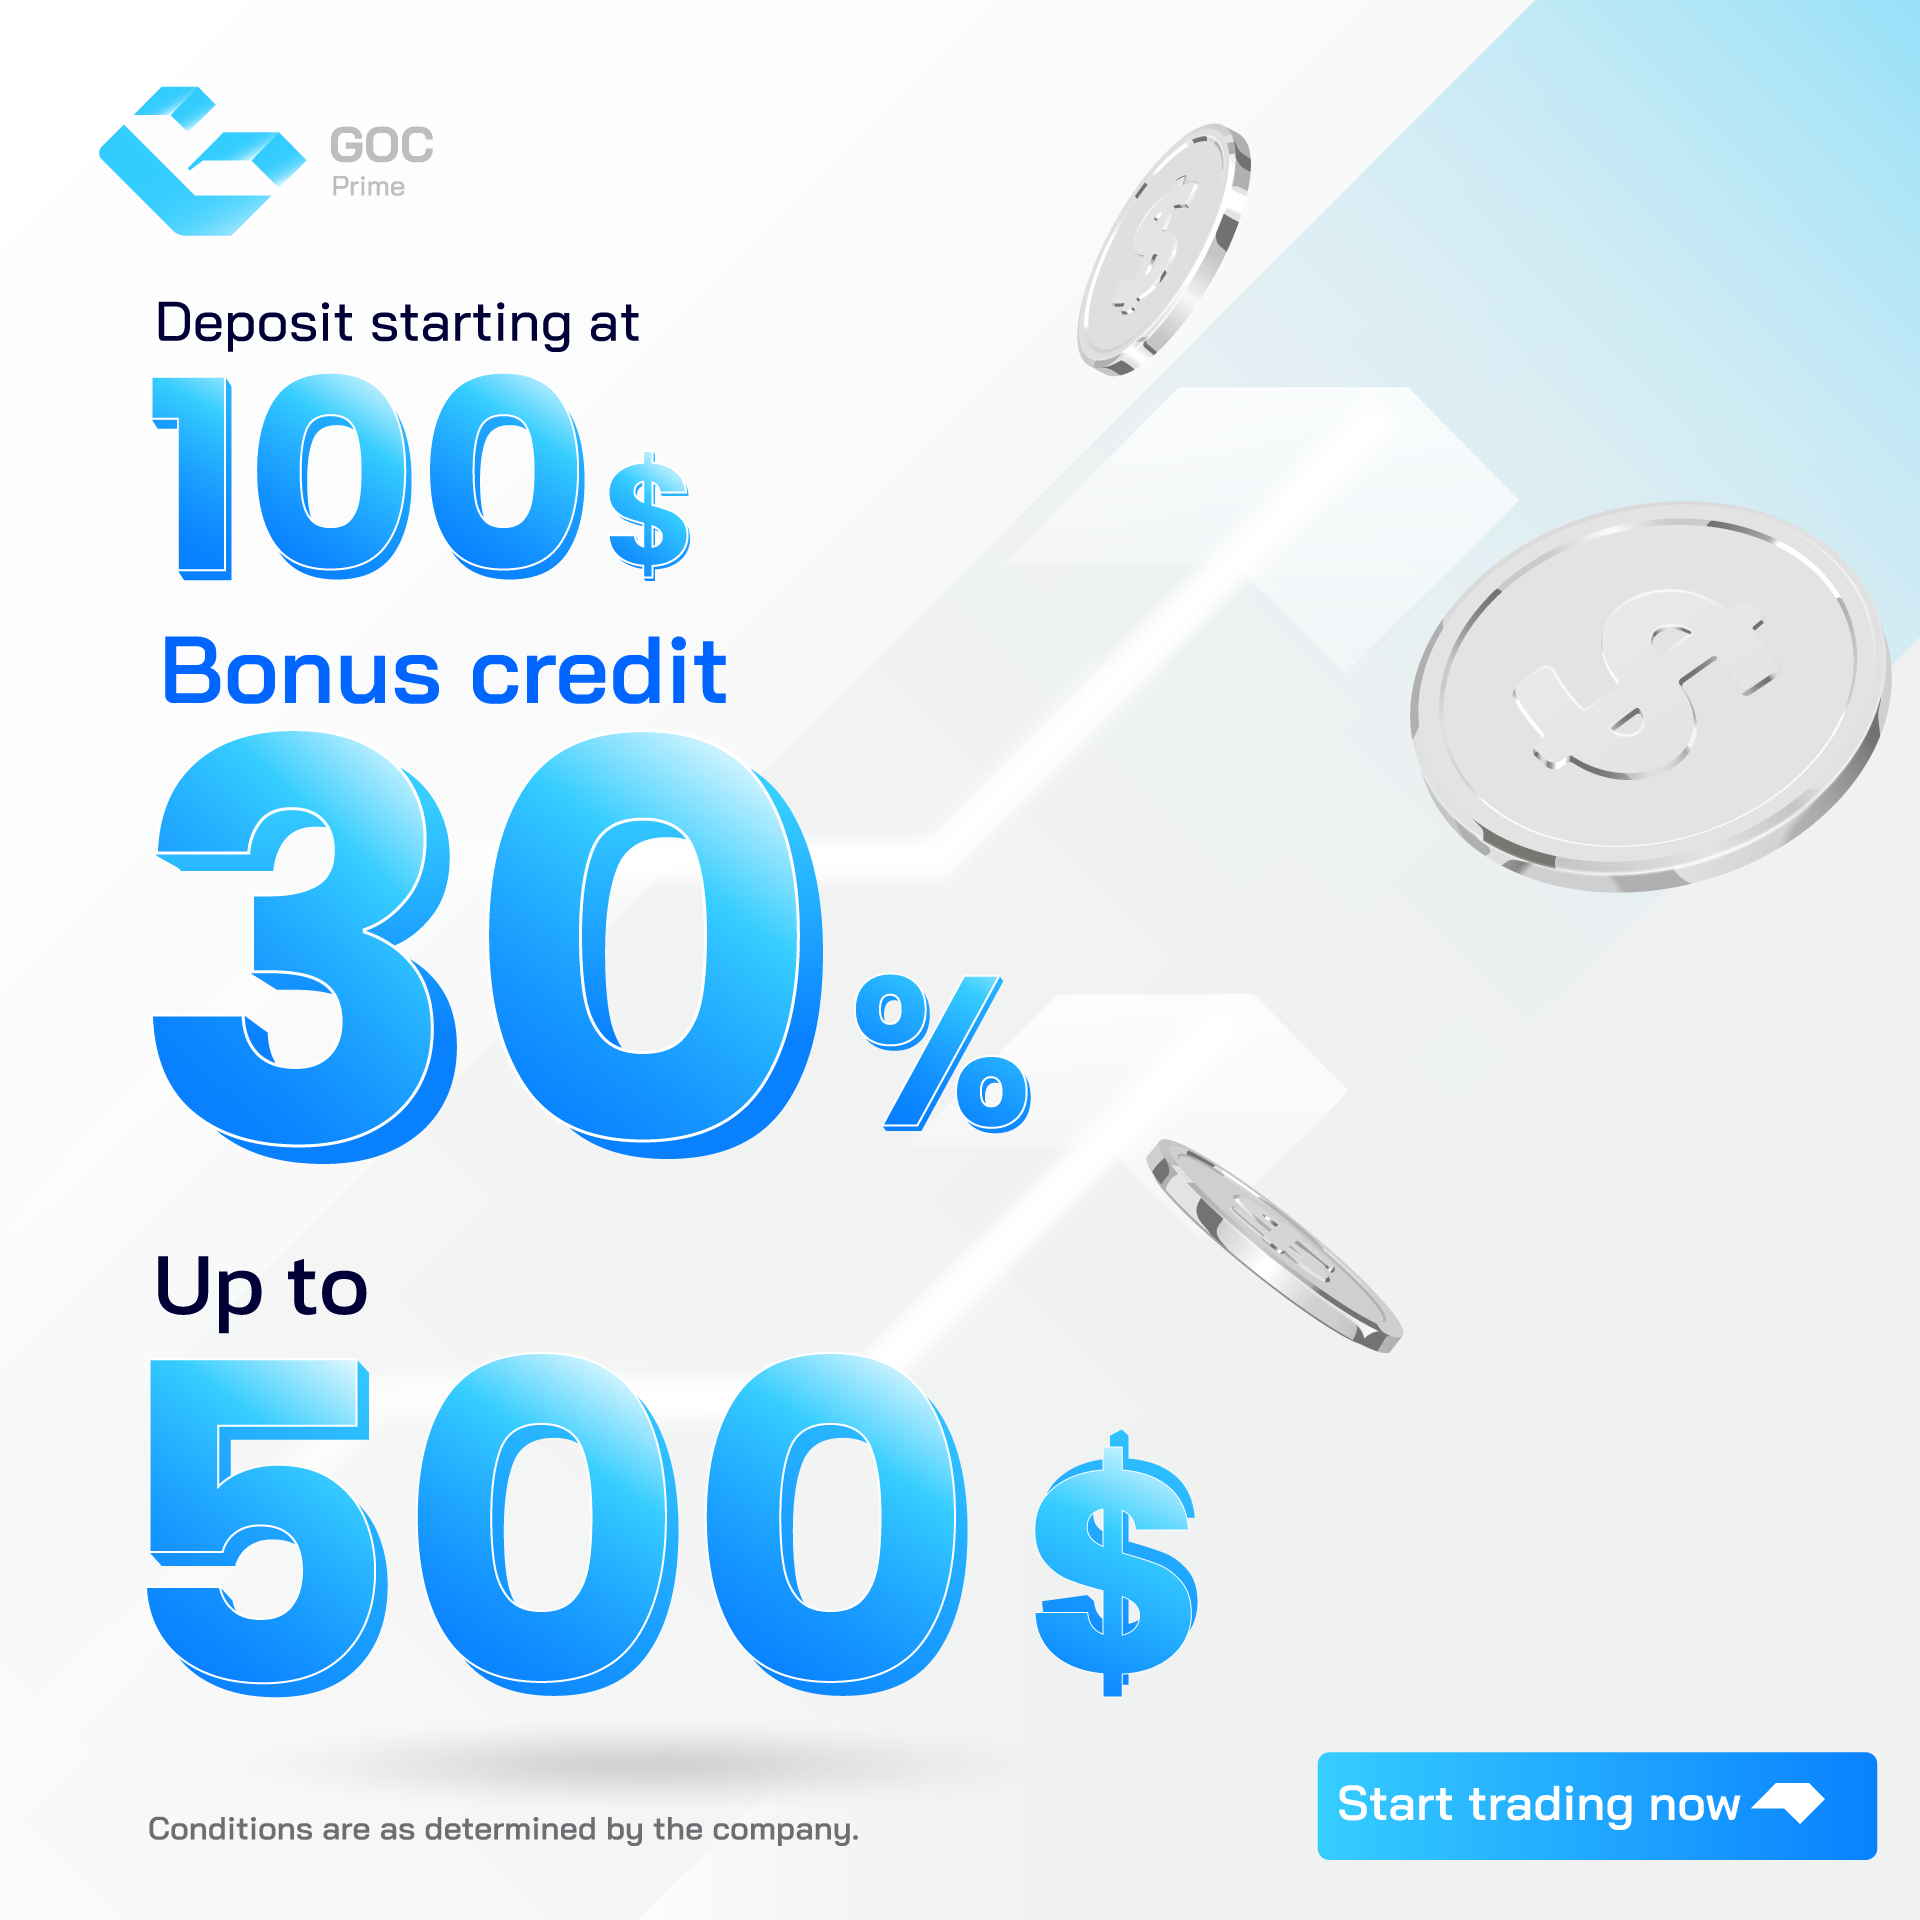 GOC
Prime
Deposit starting at
100$
Bonus credit
30%
Up to
500$
Conditions are as determined by the company.
Start trading now